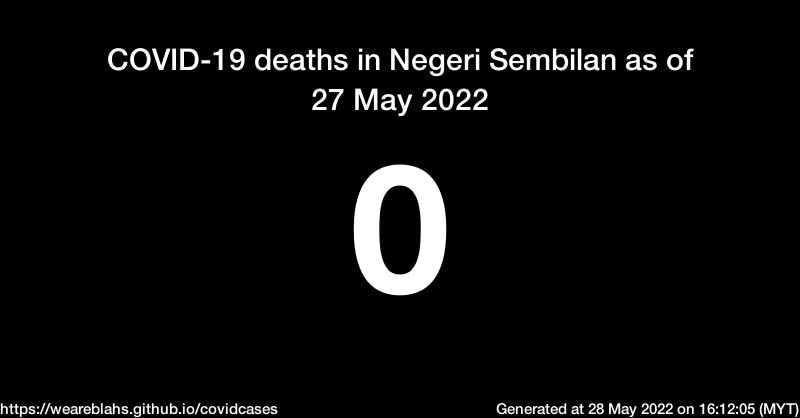 COVID-19 deaths in Negeri Sembilan as of
27 May 2022
0
https://weareblahs.github.io/covidcases
Generated at 28 May 2022 on 16:12:05 (MYT)